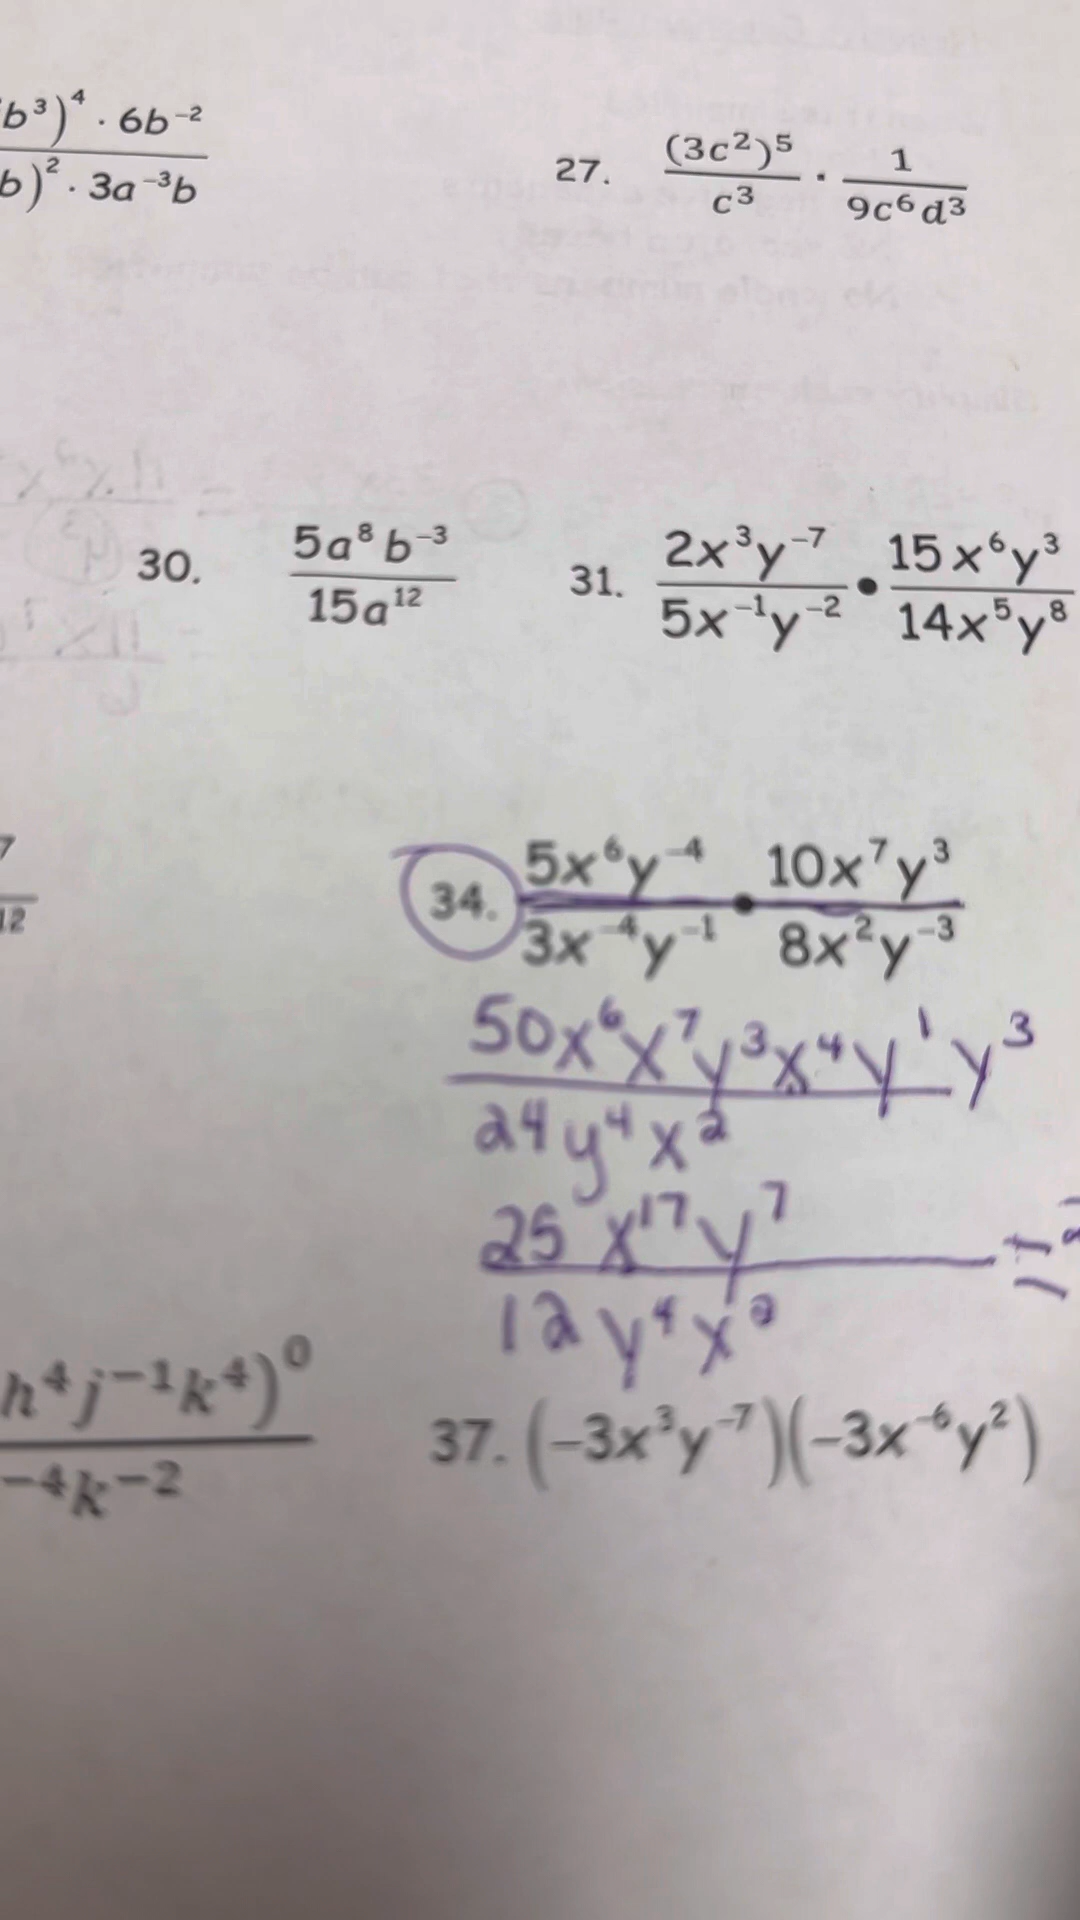 b³)⁴ · 6b⁻²
b)² · 3a⁻³b
27. (3c²)⁵ / c³ · 1 / 9c⁶d³
30. 5a⁸b⁻³ / 15a¹²
31. 2x³y⁻⁷ / 5x⁻¹y⁻² • 15x⁶y³ / 14x⁵y⁸
7
12
34. 5x⁶y⁻⁴ / 3x⁻⁴y⁻¹ • 10x⁷y³ / 8x²y⁻³
50x⁶x⁷y³x⁴y¹y³
24y⁴x²
25x¹⁷y⁷ =
12y⁴x²
h⁴j⁻¹k⁴)⁰
⁻⁴k⁻²
37. (−3x³y⁻⁷)(−3x⁻⁶y²)